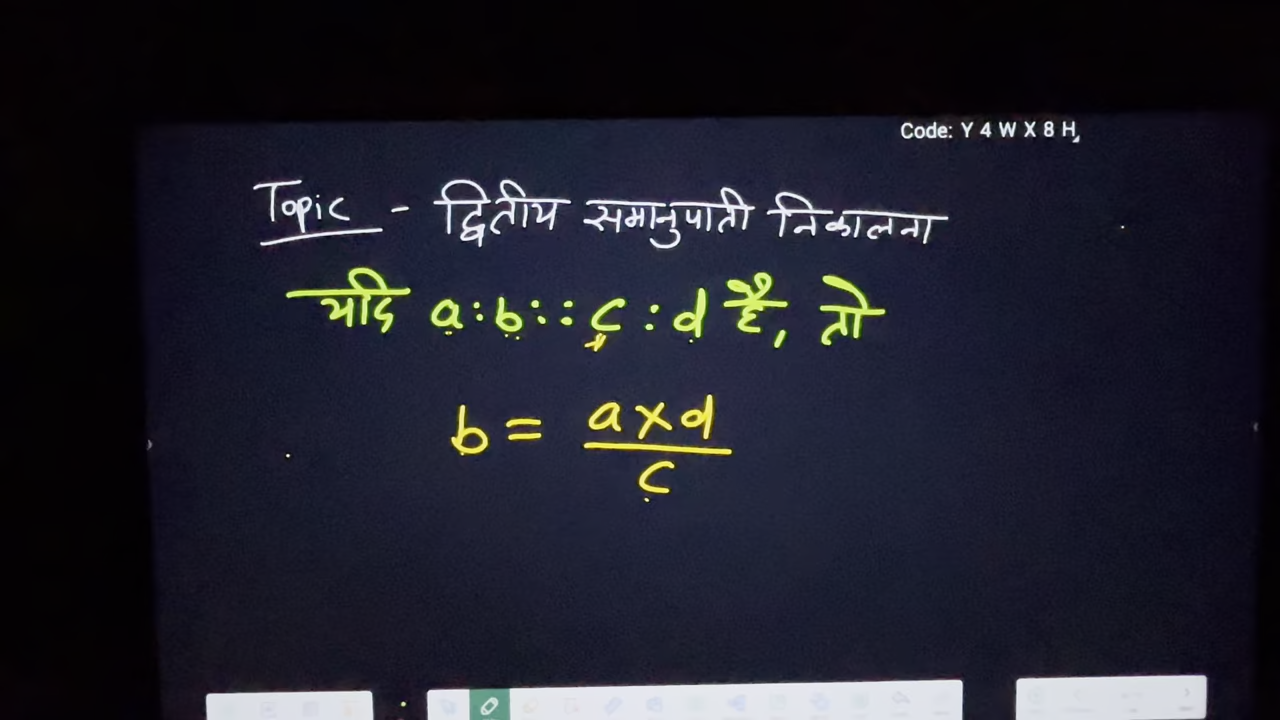 Code: Y 4 W X 8 H,
Topic - द्वितीय समानुपाती निकालना
यदि a : b : : c : d है, तो
b = a × d / c